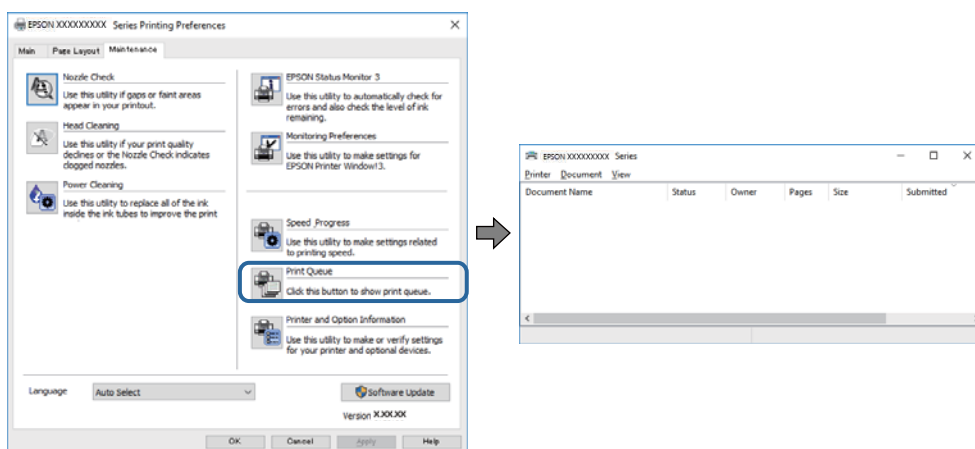 EPSON XXXXXXXXX Series Printing Preferences
Main Page Layout Maintenance
Nozzle Check
Use this utility if gaps or faint areas
appear in your printout.
Head Cleaning
Use this utility if your print quality
declines or the Nozzle Check indicates
clogged nozzles.
Power Cleaning
Use this utility to replace all of the ink
inside the ink tubes to improve the print
EPSON Status Monitor 3
Use this utility to automatically check for
errors and also check the level of ink
remaining.
Monitoring Preferences
Use this utility to make settings for
EPSON Printer Window!3.
Speed Progress
Use this utility to make settings related
to printing speed.
Print Queue
Click this button to show print queue.
Printer and Option Information
Use this utility to make or verify settings
for your printer and optional devices.
Language Auto Select Software Update
Version X.XX.XX
OK Cancel Apply Help
EPSON XXXXXXXXX Series
Printer Document View
Document Name Status Owner Pages Size Submitted